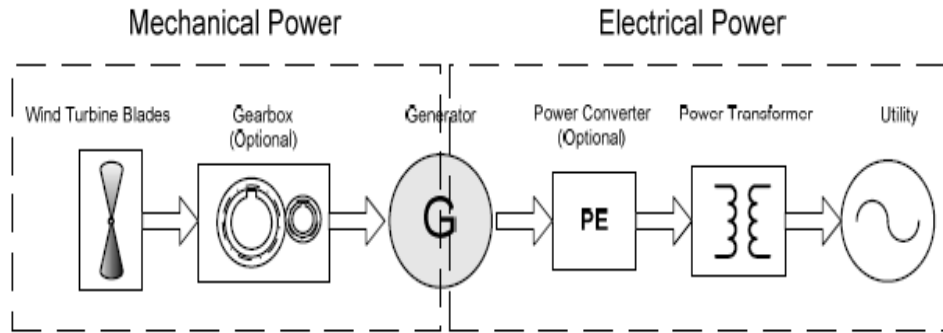 Mechanical Power
Electrical Power
Wind Turbine Blades
Gearbox
(Optional)
Generator
Power Converter
(Optional)
Power Transformer
Utility
G
PE